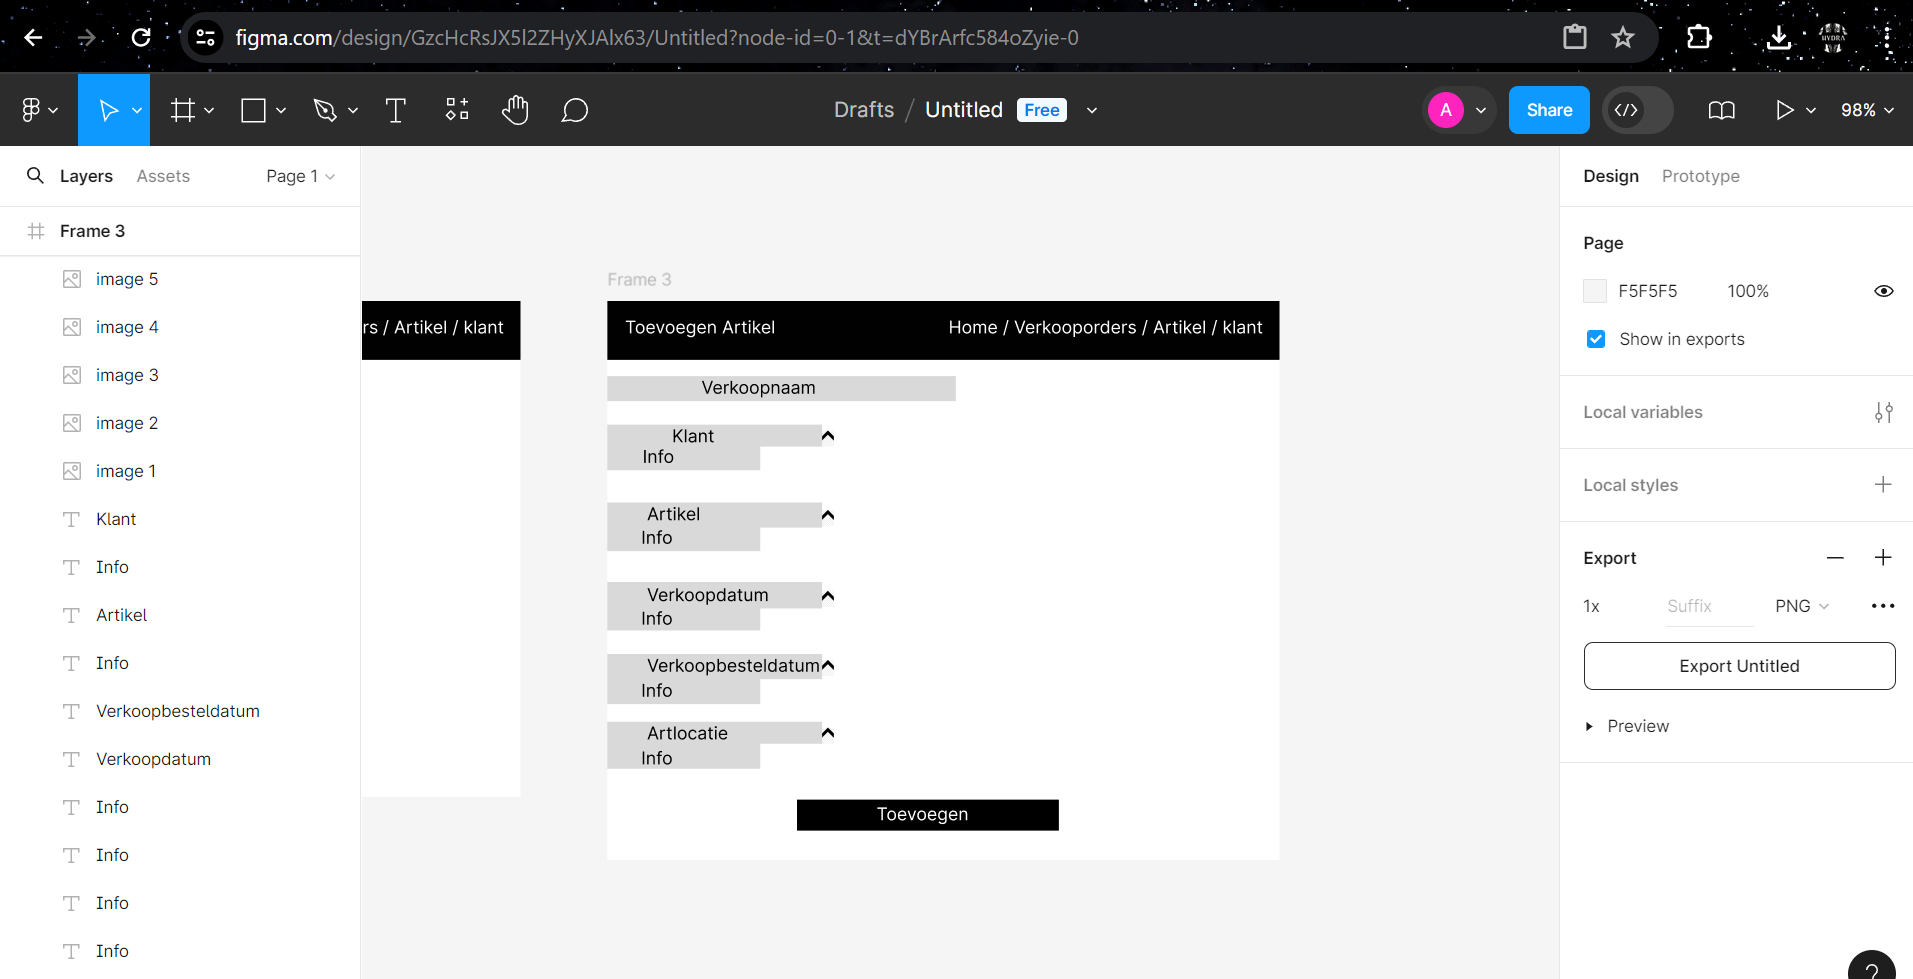 figma.com/design/GzcHcRsJX5l2ZHyXJAlx63/Untitled?node-id=0-1&t=dYBrArfc584oZyie-0
HYDRA
Drafts / Untitled Free
A
Share
98%
Layers
Assets
Page 1
Frame 3
image 5
image 4
image 3
image 2
image 1
Klant
Info
Artikel
Info
Verkoopbesteldatum
Verkoopdatum
Info
Info
Info
Info
rs / Artikel / klant
Frame 3
Toevoegen Artikel
Home / Verkooporders / Artikel / klant
Verkoopnaam
Klant
Info
Artikel
Info
Verkoopdatum
Info
Verkoopbesteldatum
Info
Artlocatie
Info
Toevoegen
Design
Prototype
Page
F5F5F5 100%
Show in exports
Local variables
Local styles
Export
1x Suffix PNG
Export Untitled
Preview
?